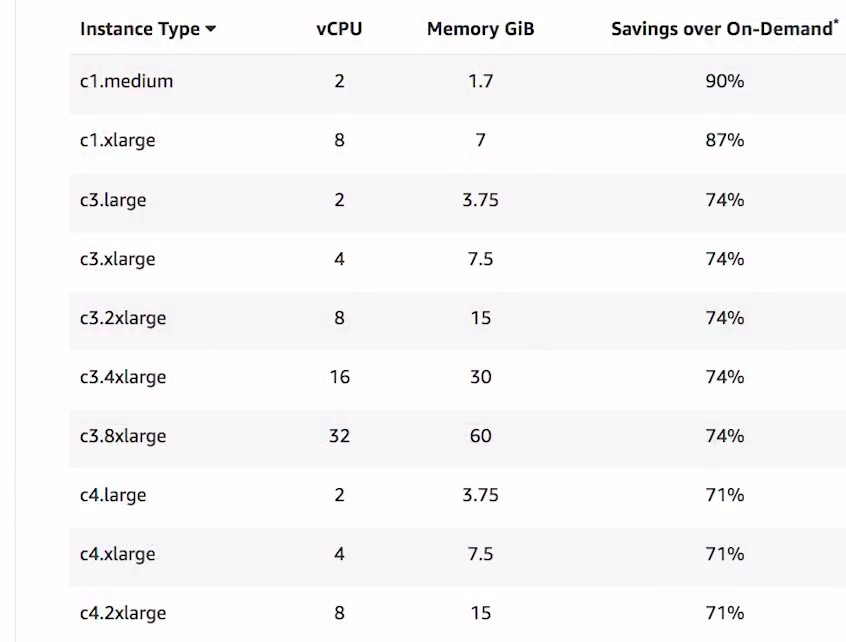 Instance Type vCPU Memory GiB Savings over On-Demand*
c1.medium 2 1.7 90%
c1.xlarge 8 7 87%
c3.large 2 3.75 74%
c3.xlarge 4 7.5 74%
c3.2xlarge 8 15 74%
c3.4xlarge 16 30 74%
c3.8xlarge 32 60 74%
c4.large 2 3.75 71%
c4.xlarge 4 7.5 71%
c4.2xlarge 8 15 71%